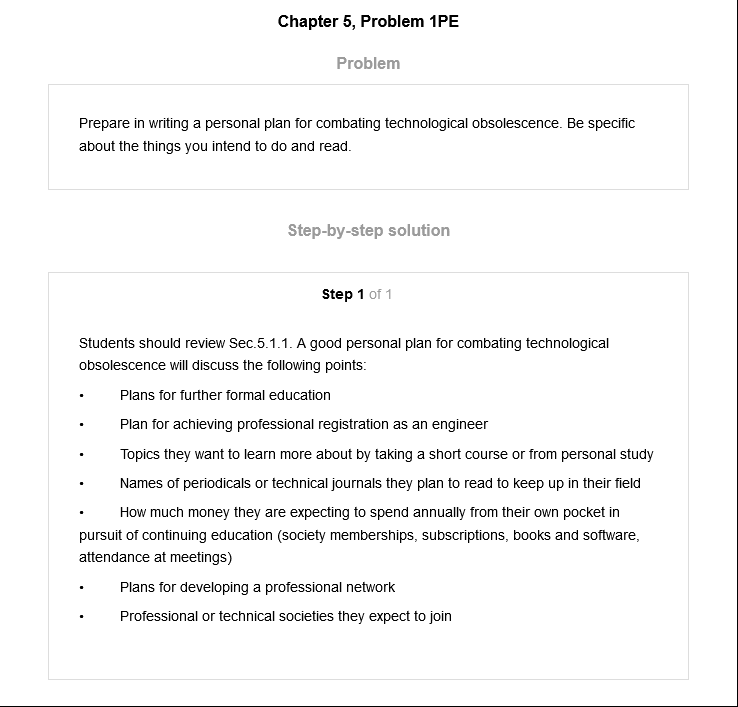 Chapter 5, Problem 1PE
Problem
Prepare in writing a personal plan for combating technological obsolescence. Be specific
about the things you intend to do and read.
Step-by-step solution
Step 1 of 1
Students should review Sec.5.1.1. A good personal plan for combating technological
obsolescence will discuss the following points:
• Plans for further formal education
• Plan for achieving professional registration as an engineer
• Topics they want to learn more about by taking a short course or from personal study
• Names of periodicals or technical journals they plan to read to keep up in their field
• How much money they are expecting to spend annually from their own pocket in
pursuit of continuing education (society memberships, subscriptions, books and software,
attendance at meetings)
• Plans for developing a professional network
• Professional or technical societies they expect to join